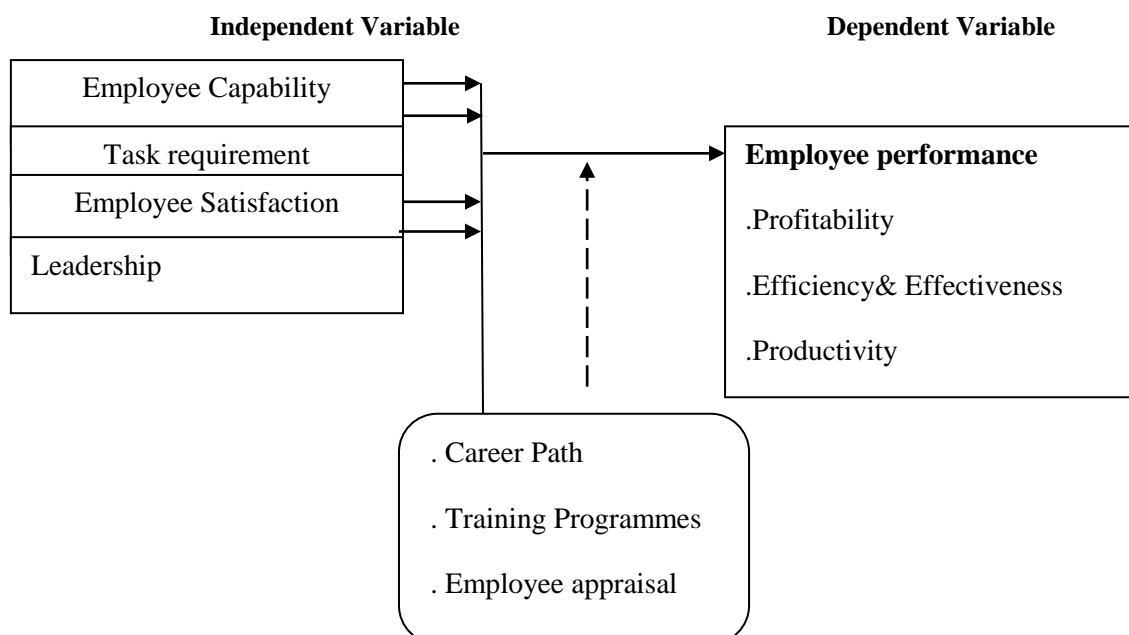 Independent Variable
Dependent Variable
Employee Capability
Task requirement
Employee Satisfaction
Leadership
Employee performance
.Profitability
.Efficiency& Effectiveness
.Productivity
. Career Path
. Training Programmes
. Employee appraisal